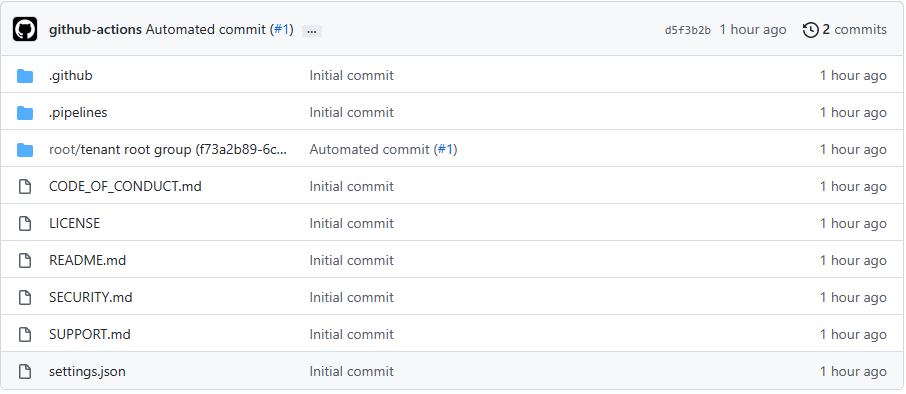 github-actions Automated commit (#1) ... d5f3b2b 1 hour ago 2 commits
.github Initial commit 1 hour ago
.pipelines Initial commit 1 hour ago
root/tenant root group (f73a2b89-6c... Automated commit (#1) 1 hour ago
CODE_OF_CONDUCT.md Initial commit 1 hour ago
LICENSE Initial commit 1 hour ago
README.md Initial commit 1 hour ago
SECURITY.md Initial commit 1 hour ago
SUPPORT.md Initial commit 1 hour ago
settings.json Initial commit 1 hour ago